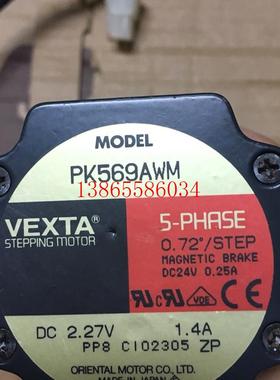 MODEL
PK569AWM
13865586034
VEXTA®
STEPPING MOTOR
5-PHASE
0.72°/STEP
MAGNETIC BRAKE
DC24V 0.25A
DC 2.27V 1.4A
PP8 C102305 ZP
ORIENTAL MOTOR CO.
MADE IN JAPAN